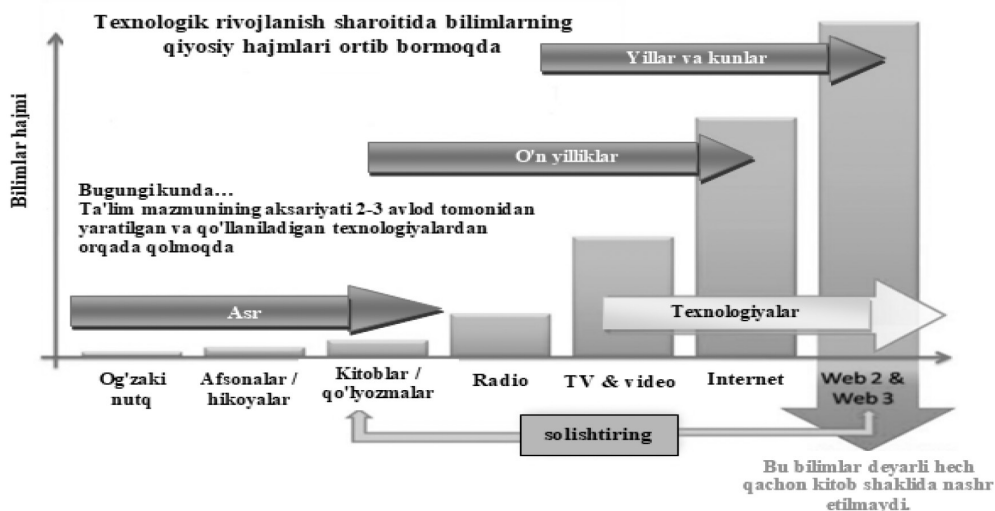 Texnologik rivojlanish sharoitida bilimlarning
qiyosiy hajmlari ortib bormoqda
Yillar va kunlar
Bilimlar hajmi
O'n yilliklar
Bugungi kunda...
Ta'lim mazmunining aksariyati 2-3 avlod tomonidan
yaratilgan va qo'llaniladigan texnologiyalardan
orqada qolmoqda
Asr
Texnologiyalar
Og'zaki
nutq
Afsonalar /
hikoyalar
Kitoblar /
qo'lyozmalar
Radio
TV & video
Internet
Web 2 &
Web 3
solishtiring
Bu bilimlar deyarli hech
qachon kitob shaklida nashr
etilmaydi.